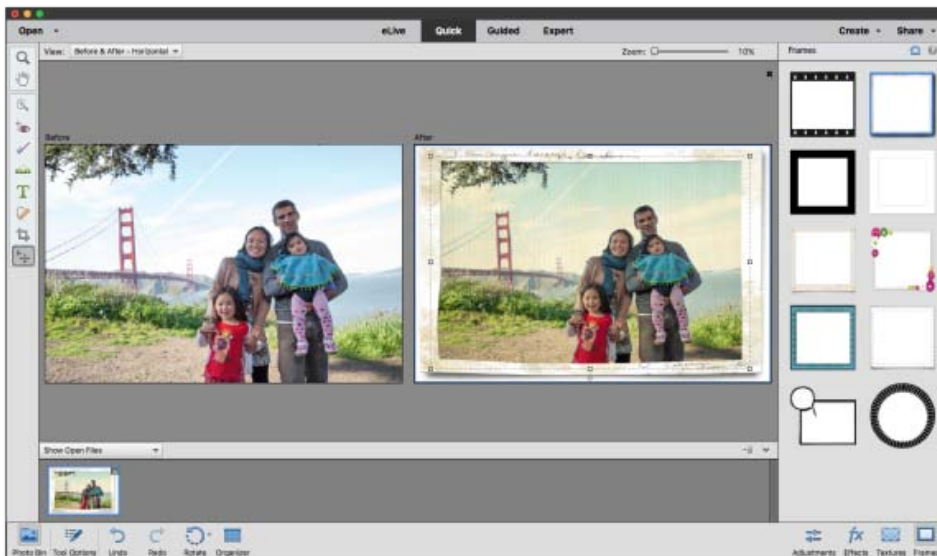 Open eLive Quick Guided Expert Create Share
View: Before & After - Horizontal Zoom: 10% Frames
Before After
Show Open Files
Photo Bin Tool Options Undo Redo Rotate Organizer Adjustments Effects Textures Frames